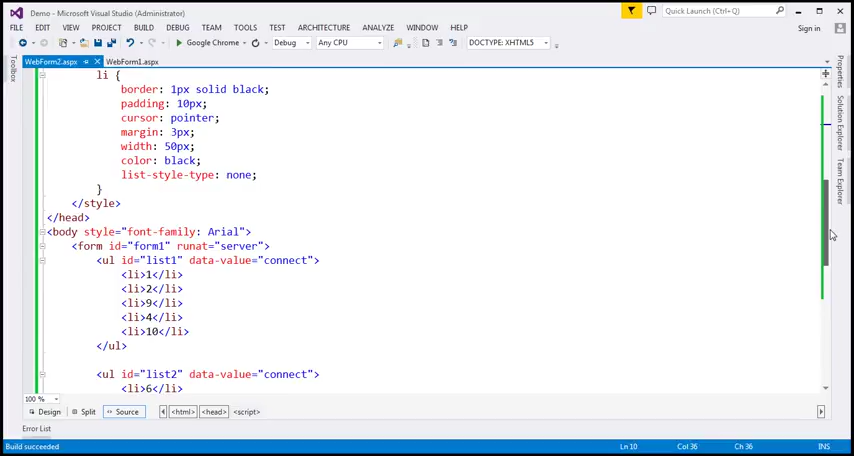 Demo - Microsoft Visual Studio (Administrator)
Quick Launch (Ctrl+Q)
FILE EDIT VIEW PROJECT BUILD DEBUG TEAM TOOLS TEST ARCHITECTURE ANALYZE WINDOW HELP
Sign in
Google Chrome
Debug
Any CPU
DOCTYPE: XHTML5
Toolbox
WebForm2.aspx
WebForm1.aspx
li {
border: 1px solid black;
padding: 10px;
cursor: pointer;
margin: 3px;
width: 50px;
color: black;
list-style-type: none;
}
</style>
</head>
<body style="font-family: Arial">
<form id="form1" runat="server">
<ul id="list1" data-value="connect">
<li>1</li>
<li>2</li>
<li>9</li>
<li>4</li>
<li>10</li>
</ul>
<ul id="list2" data-value="connect">
<li>6</li>
Properties
Solution Explorer
Team Explorer
100 %
Design
Split
Source
<html>
<head>
<script>
Error List
Build succeeded
Ln 10
Col 36
Ch 36
INS